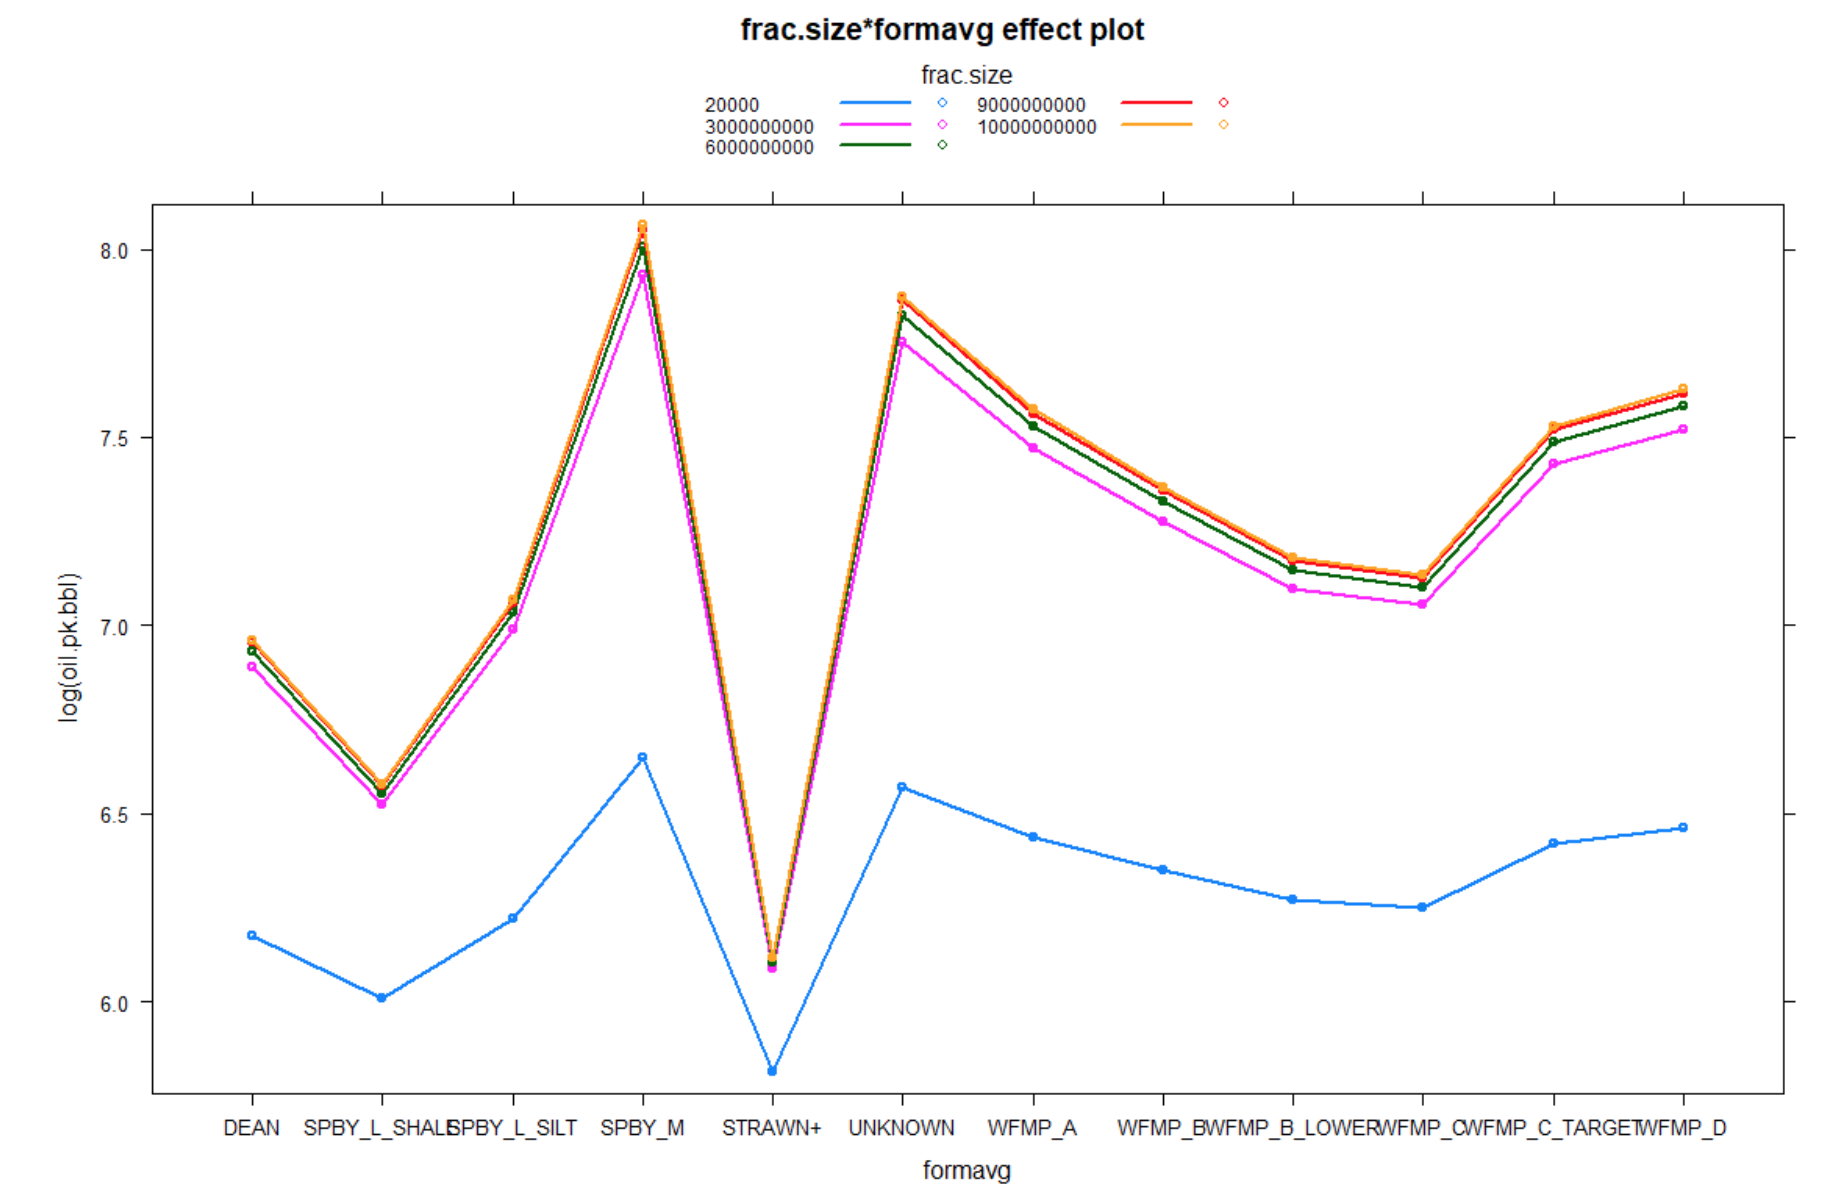 frac.size*formavg effect plot
frac.size
20000 9000000000
3000000000 10000000000
6000000000
8.0
7.5
7.0
6.5
6.0
log(oil.pk.bbl)
DEAN SPBY_L_SHALE SPBY_L_SILT SPBY_M STRAWN+ UNKNOWN WFMP_A WFMP_B WFMP_B_LOWER WFMP_C WFMP_C_TARGET WFMP_D
formavg